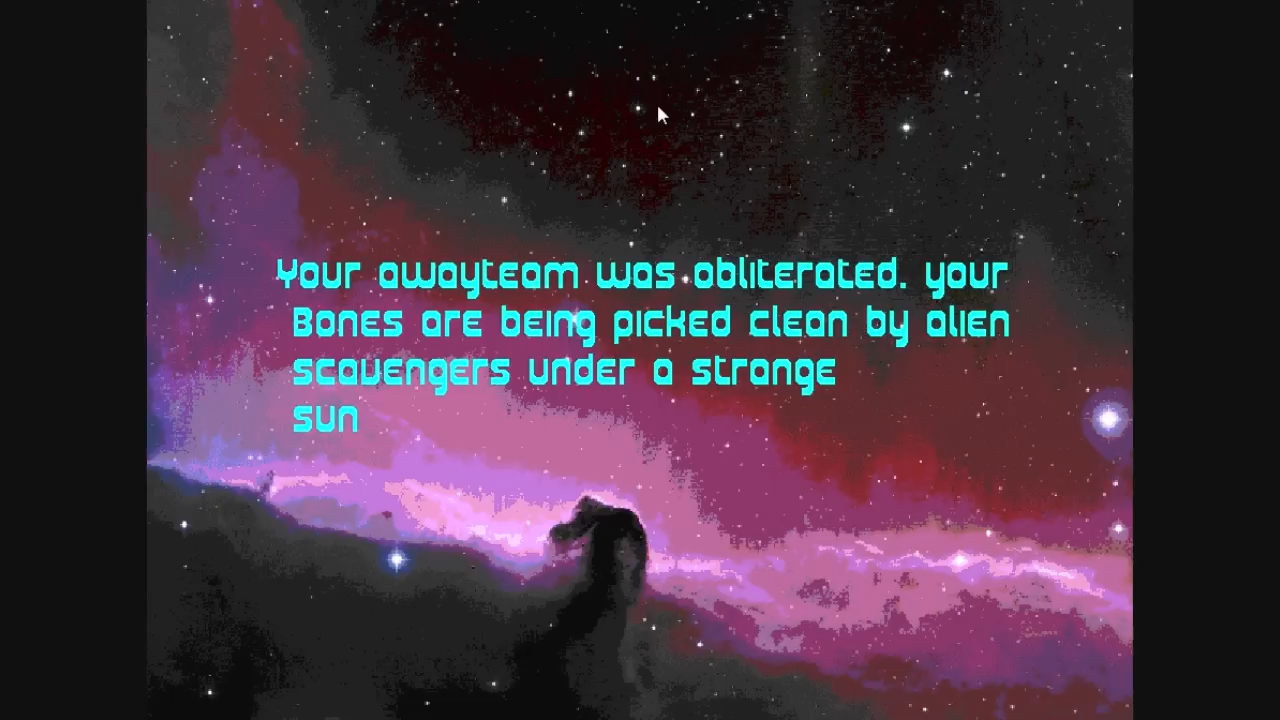 Your awayteam was obliterated. your
Bones are being picked clean by alien
scavengers under a strange
sun